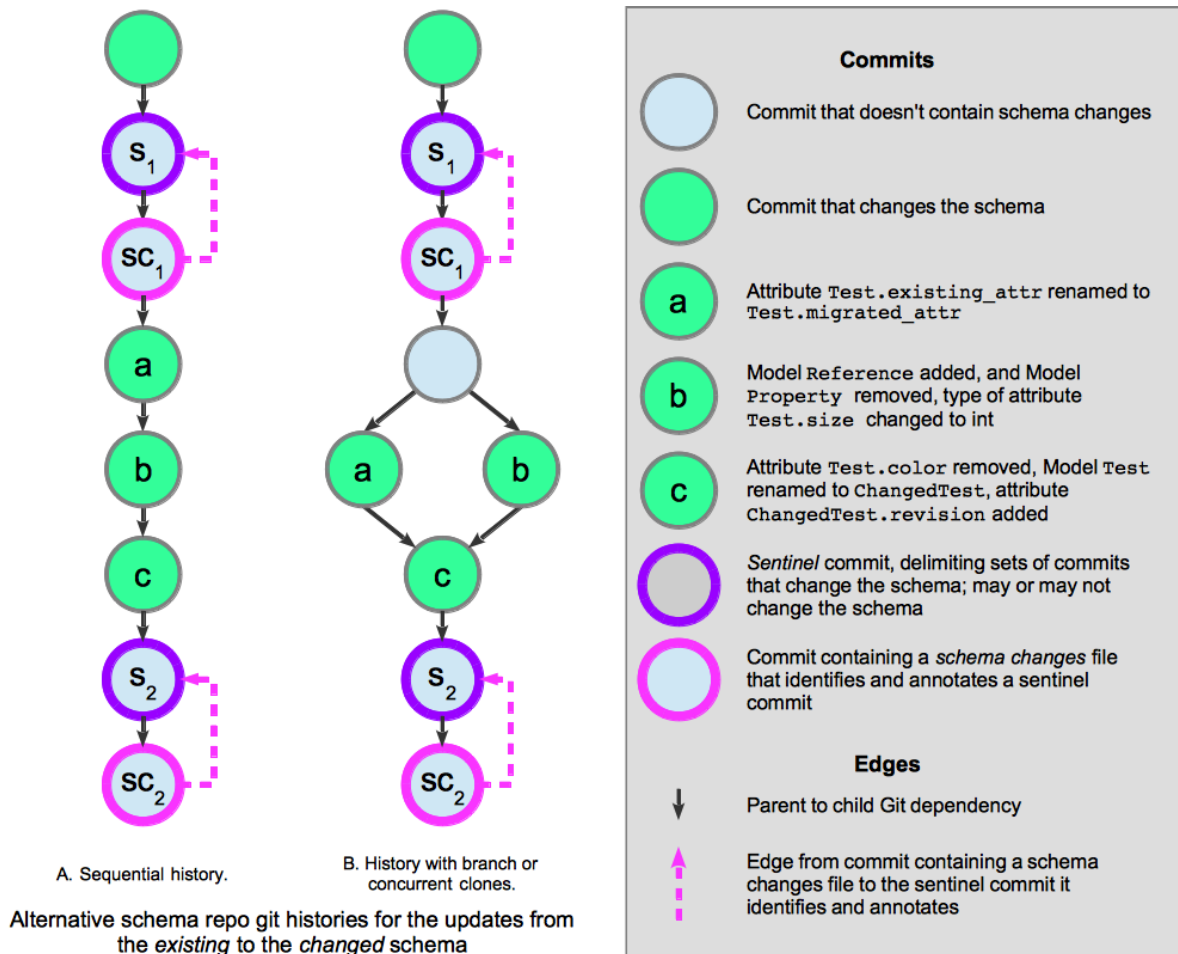 S1
SC1
a
b
c
S2
SC2
A. Sequential history.
S1
SC1
a
b
c
S2
SC2
B. History with branch or
concurrent clones.
Alternative schema repo git histories for the updates from
the existing to the changed schema
Commits
Commit that doesn't contain schema changes
Commit that changes the schema
a
Attribute Test.existing_attr renamed to
Test.migrated_attr
b
Model Reference added, and Model
Property removed, type of attribute
Test.size changed to int
c
Attribute Test.color removed, Model Test
renamed to ChangedTest, attribute
ChangedTest.revision added
Sentinel commit, delimiting sets of commits
that change the schema; may or may not
change the schema
Commit containing a schema changes file
that identifies and annotates a sentinel
commit
Edges
Parent to child Git dependency
Edge from commit containing a schema
changes file to the sentinel commit it
identifies and annotates